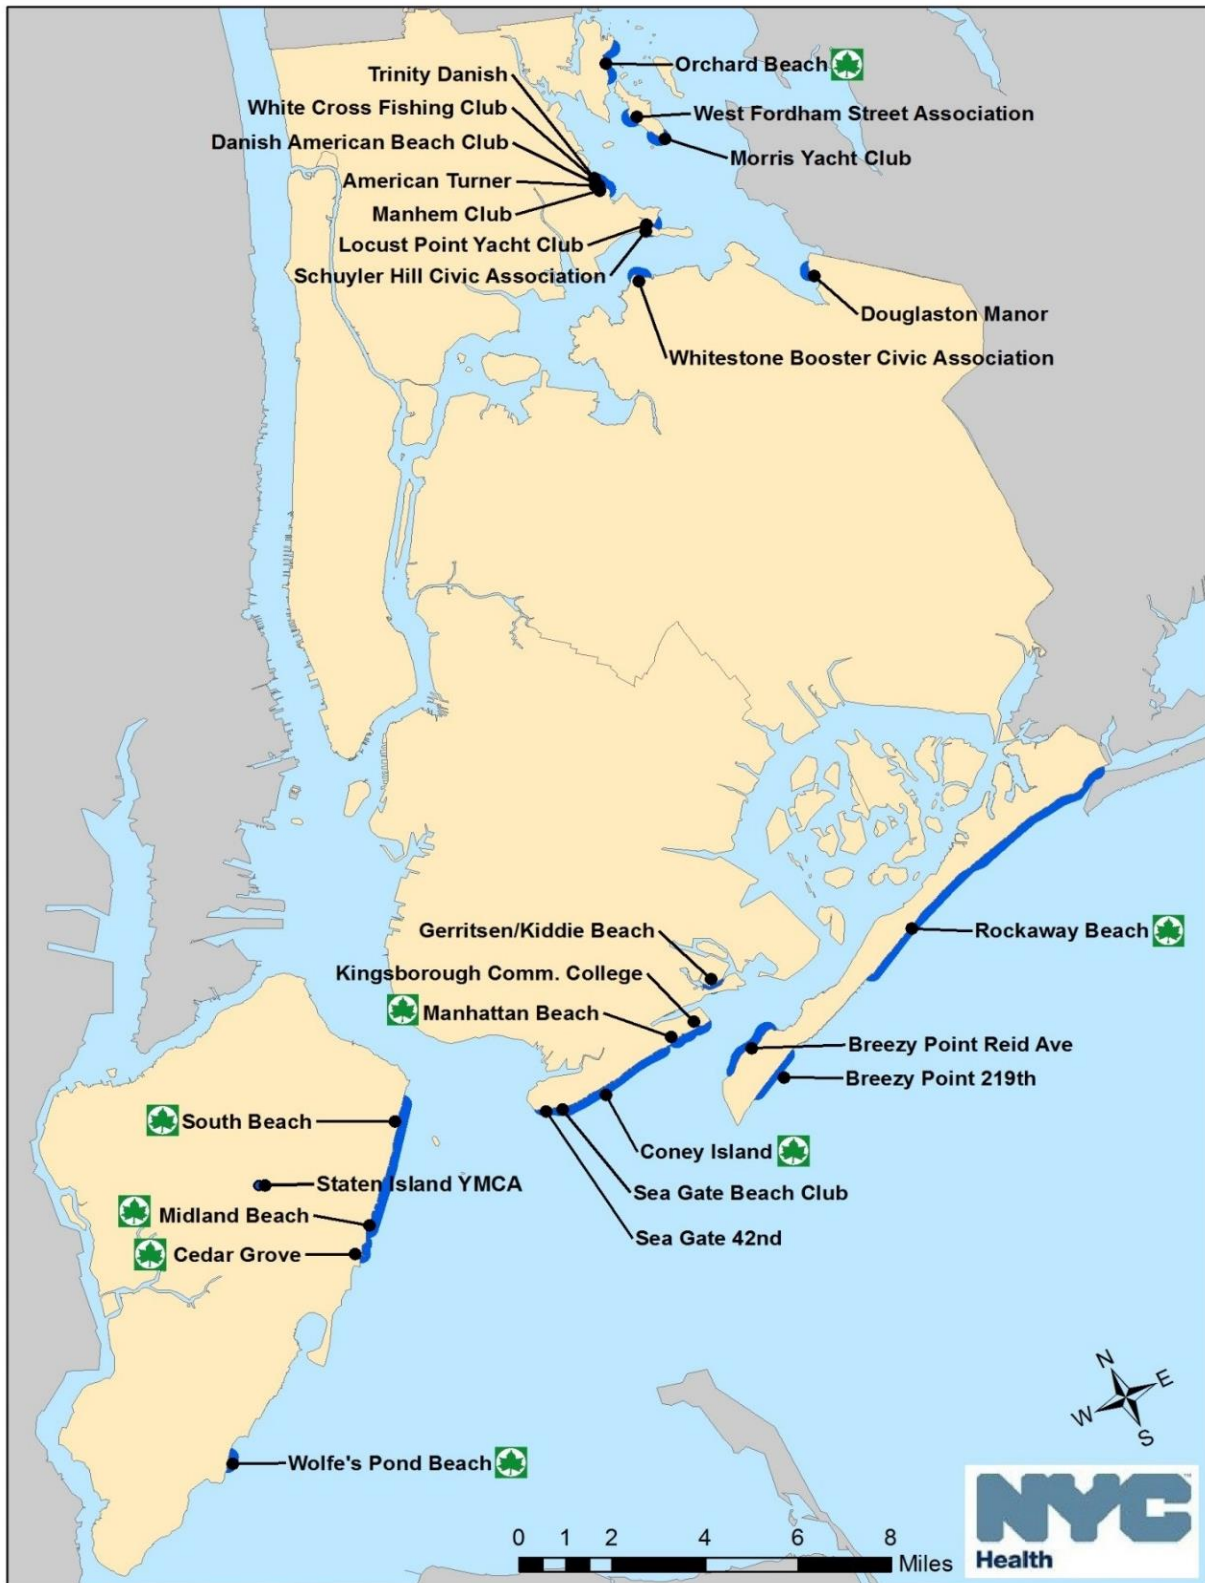 Orchard Beach
Trinity Danish
White Cross Fishing Club
West Fordham Street Association
Danish American Beach Club
Morris Yacht Club
American Turner
Manhem Club
Locust Point Yacht Club
Schuyler Hill Civic Association
Douglaston Manor
Whitestone Booster Civic Association
Gerritsen/Kiddie Beach
Rockaway Beach
Kingsborough Comm. College
Manhattan Beach
Breezy Point Reid Ave
Breezy Point 219th
South Beach
Coney Island
Staten Island YMCA
Sea Gate Beach Club
Midland Beach
Sea Gate 42nd
Cedar Grove
N
E
W
S
Wolfe's Pond Beach
NYC
Health
0 1 2 4 6 8
Miles